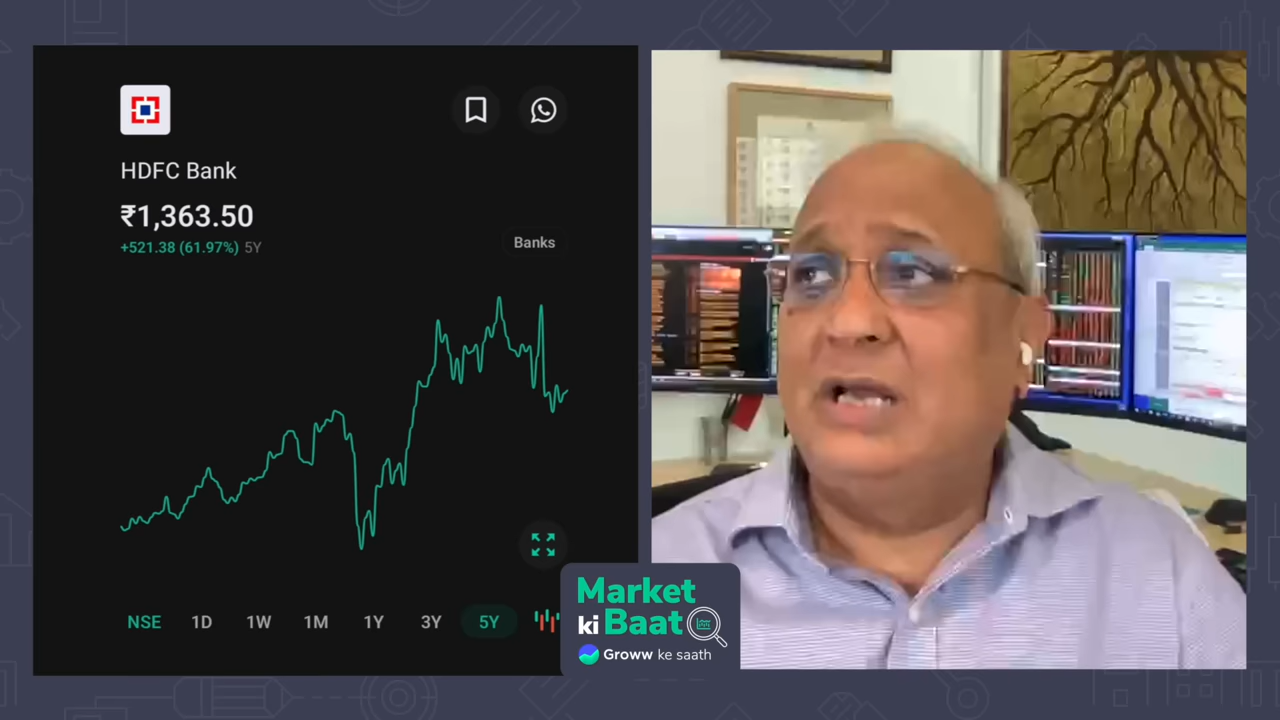 HDFC Bank
₹1,363.50
+521.38 (61.97%) 5Y
Banks
NSE 1D 1W 1M 1Y 3Y 5Y
Market
ki Baat
Groww ke saath